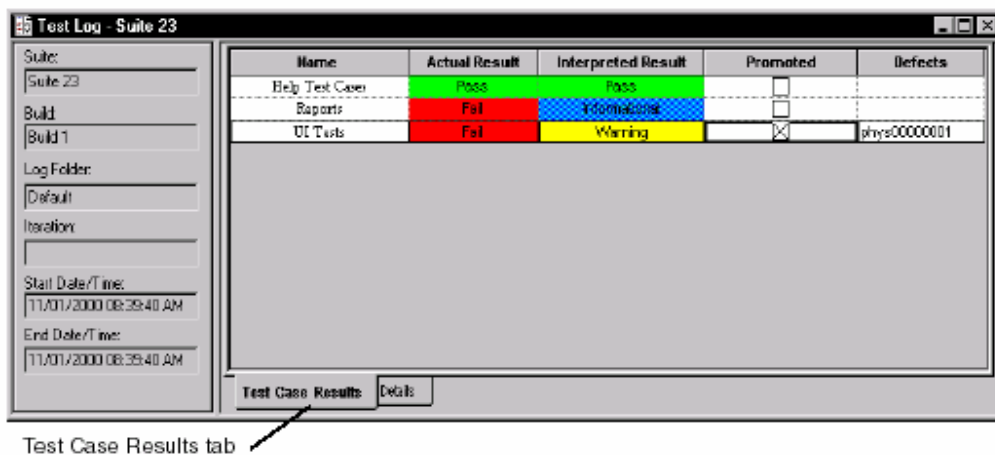 Test Log - Suite 23
Suite:
Suite 23
Build:
Build 1
Log Folder:
Default
Iteration:
Start Date/Time:
11/01/2000 08:39:40 AM
End Date/Time:
11/01/2000 08:39:40 AM
Name Actual Result Interpreted Result Promoted Defects
Help Test Cases Pass Pass
Reports Fail Informational
UI Tests Fail Warning phys00000001
Test Case Results Details
Test Case Results tab